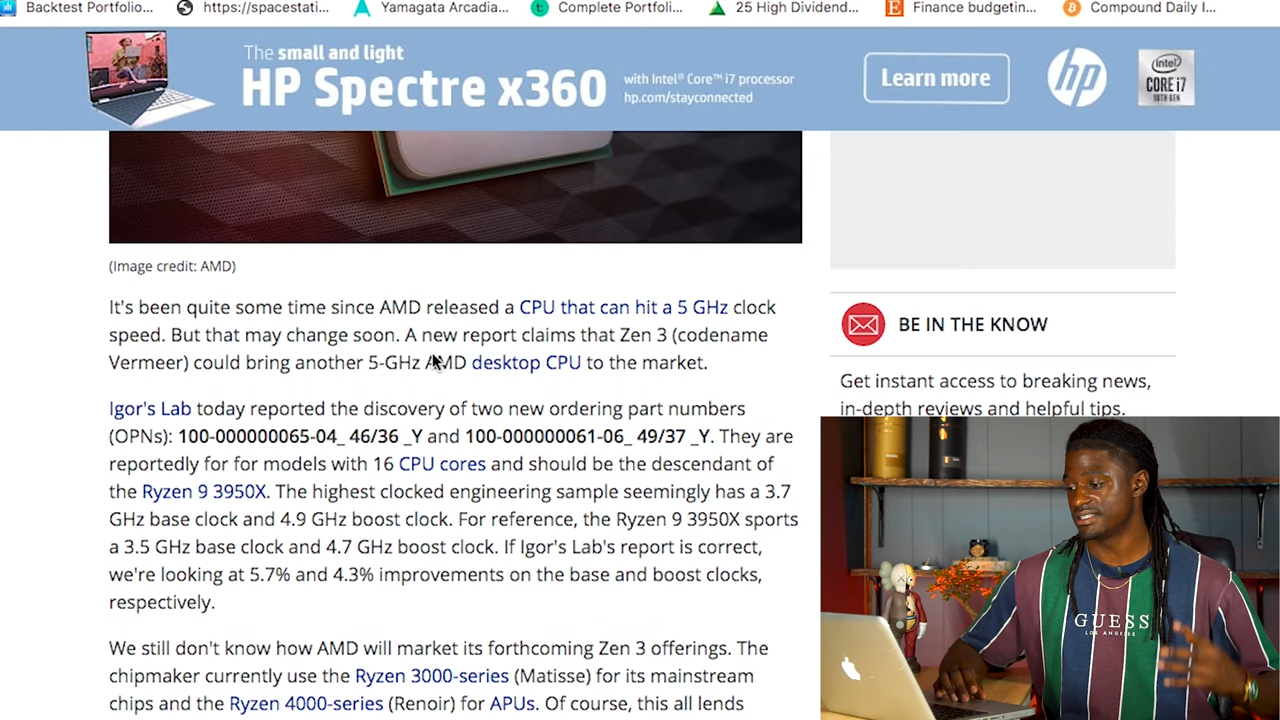 Backtest Portfolio...
https://spacestati...
Yamagata Arcadia...
Complete Portfoli...
25 High Dividend...
Finance budgetin...
Compound Daily I...
The small and light
HP Spectre x360
with Intel® Core™ i7 processor
hp.com/stayconnected
Learn more
hp
intel
CORE i7
10TH GEN
(Image credit: AMD)
It's been quite some time since AMD released a CPU that can hit a 5 GHz clock
speed. But that may change soon. A new report claims that Zen 3 (codename
Vermeer) could bring another 5-GHz AMD desktop CPU to the market.
Igor's Lab today reported the discovery of two new ordering part numbers
(OPNs): 100-000000065-04_ 46/36 _Y and 100-000000061-06_ 49/37 _Y. They are
reportedly for for models with 16 CPU cores and should be the descendant of
the Ryzen 9 3950X. The highest clocked engineering sample seemingly has a 3.7
GHz base clock and 4.9 GHz boost clock. For reference, the Ryzen 9 3950X sports
a 3.5 GHz base clock and 4.7 GHz boost clock. If Igor's Lab's report is correct,
we're looking at 5.7% and 4.3% improvements on the base and boost clocks,
respectively.
We still don't know how AMD will market its forthcoming Zen 3 offerings. The
chipmaker currently use the Ryzen 3000-series (Matisse) for its mainstream
chips and the Ryzen 4000-series (Renoir) for APUs. Of course, this all lends
BE IN THE KNOW
Get instant access to breaking news,
in-depth reviews and helpful tips.
GUESS
LOS ANGELES